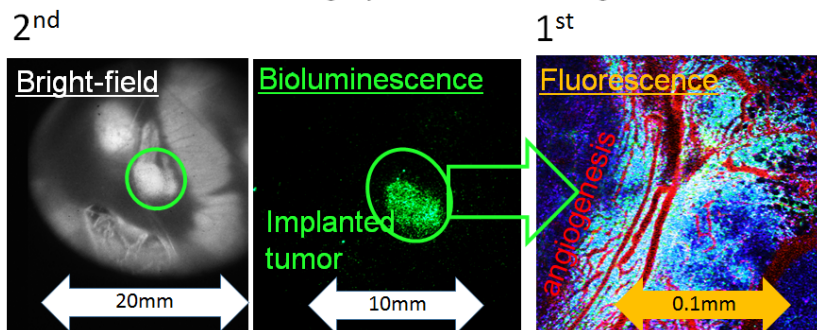 2nd
1st
Bright-field
Bioluminescence
Fluorescence
angiogenesis
Implanted
tumor
20mm
10mm
0.1mm